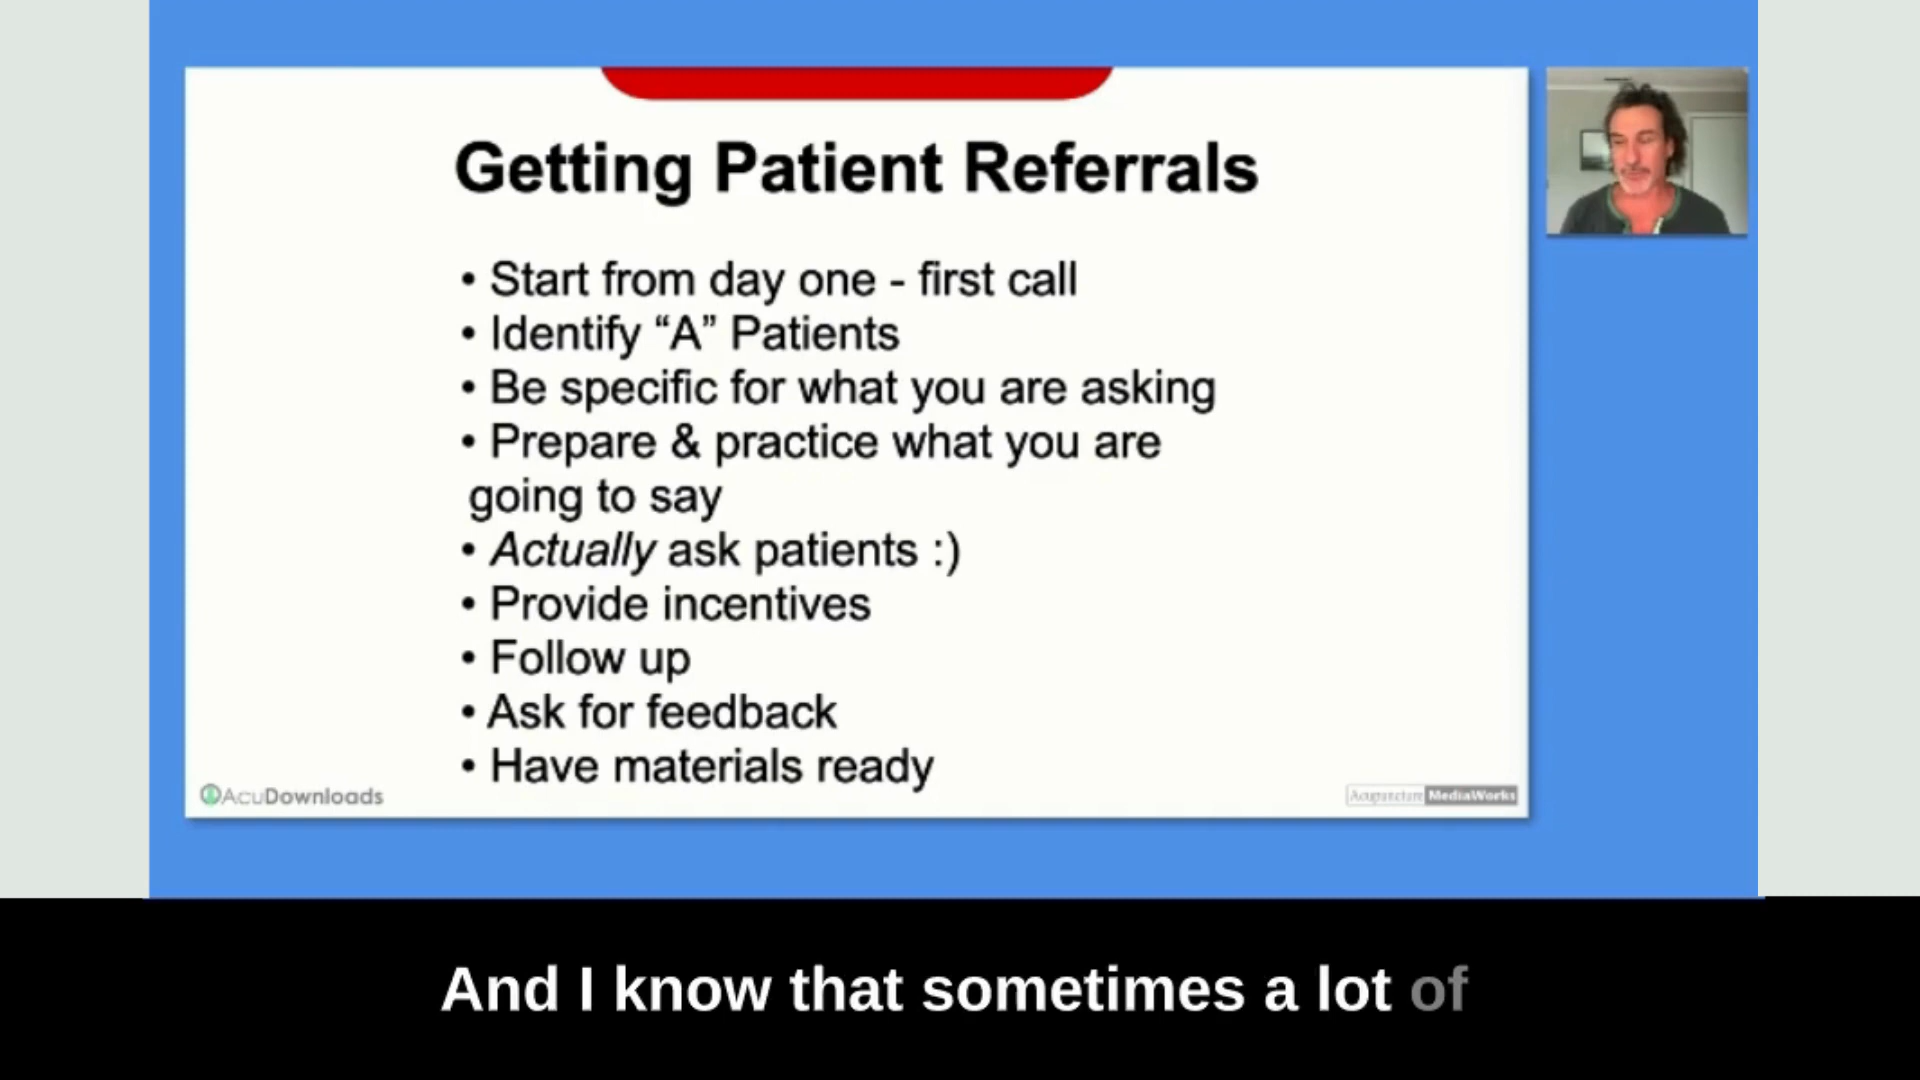 Getting Patient Referrals
• Start from day one - first call
• Identify “A” Patients
• Be specific for what you are asking
• Prepare & practice what you are
going to say
• Actually ask patients :)
• Provide incentives
• Follow up
• Ask for feedback
• Have materials ready
AcuDownloads
Acupuncture MediaWorks
And I know that sometimes a lot of